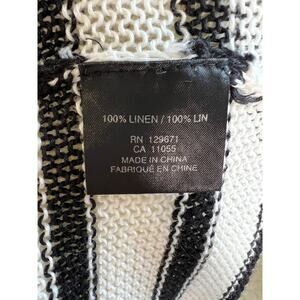 100% LINEN / 100% LIN
RN 129671
CA 11055
MADE IN CHINA
FABRIQUÉ EN CHINE